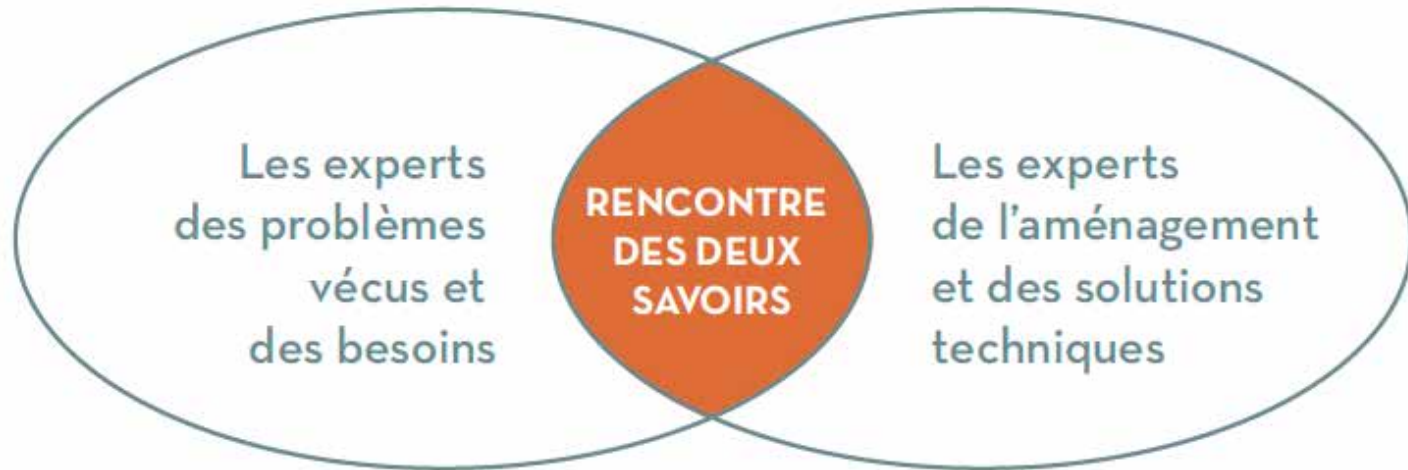 Les experts
des problèmes
vécus et
des besoins
RENCONTRE
DES DEUX
SAVOIRS
Les experts
de l'aménagement
et des solutions
techniques